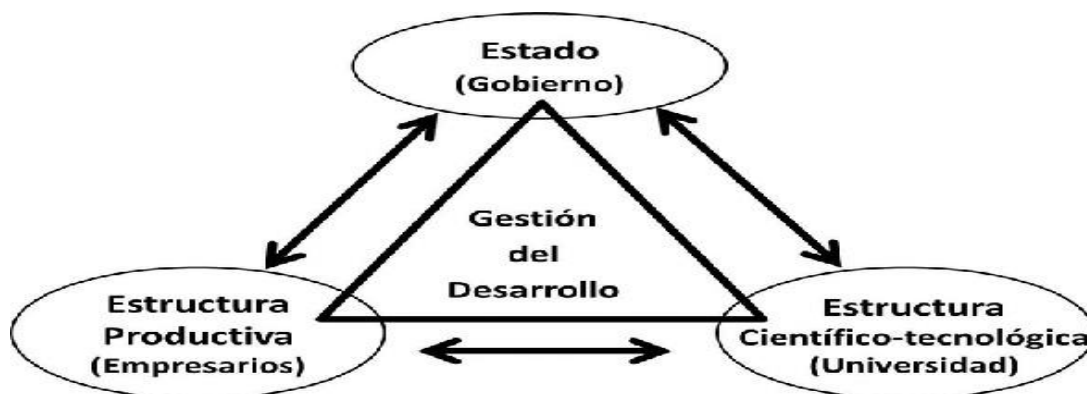 Estado
(Gobierno)
Gestión
del
Desarrollo
Estructura
Productiva
(Empresarios)
Estructura
Científico-tecnológica
(Universidad)